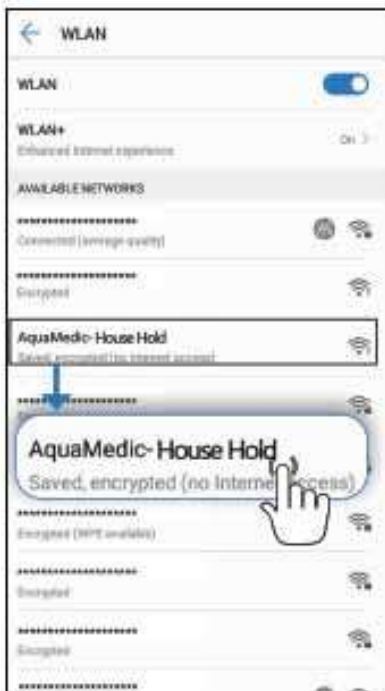 WLAN
WLAN
WLAN+
Enhanced Internet experience
On >
AVAILABLE NETWORKS
********************
Connected (average quality)
********************
Encrypted
AquaMedic- House Hold
Saved, encrypted (no Internet access)
********************
AquaMedic- House Hold
Saved, encrypted (no Internet access)
********************
Encrypted (WPS available)
********************
Encrypted
********************
Encrypted
********************